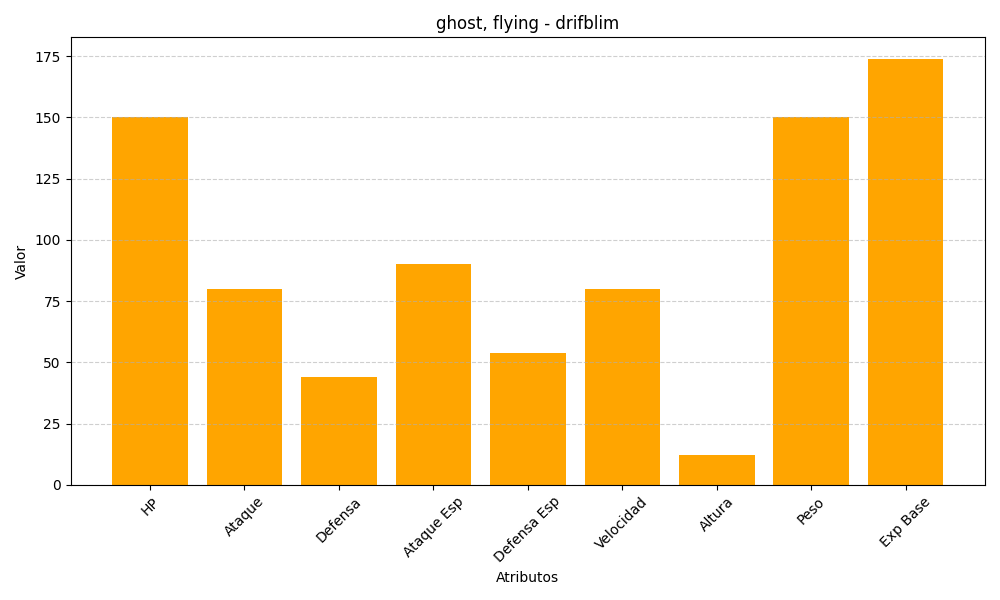 ghost, flying - drifblim
Valor
175
150
125
100
75
50
25
0
HP
Ataque
Defensa
Ataque Esp
Defensa Esp
Velocidad
Altura
Peso
Exp Base
Atributos